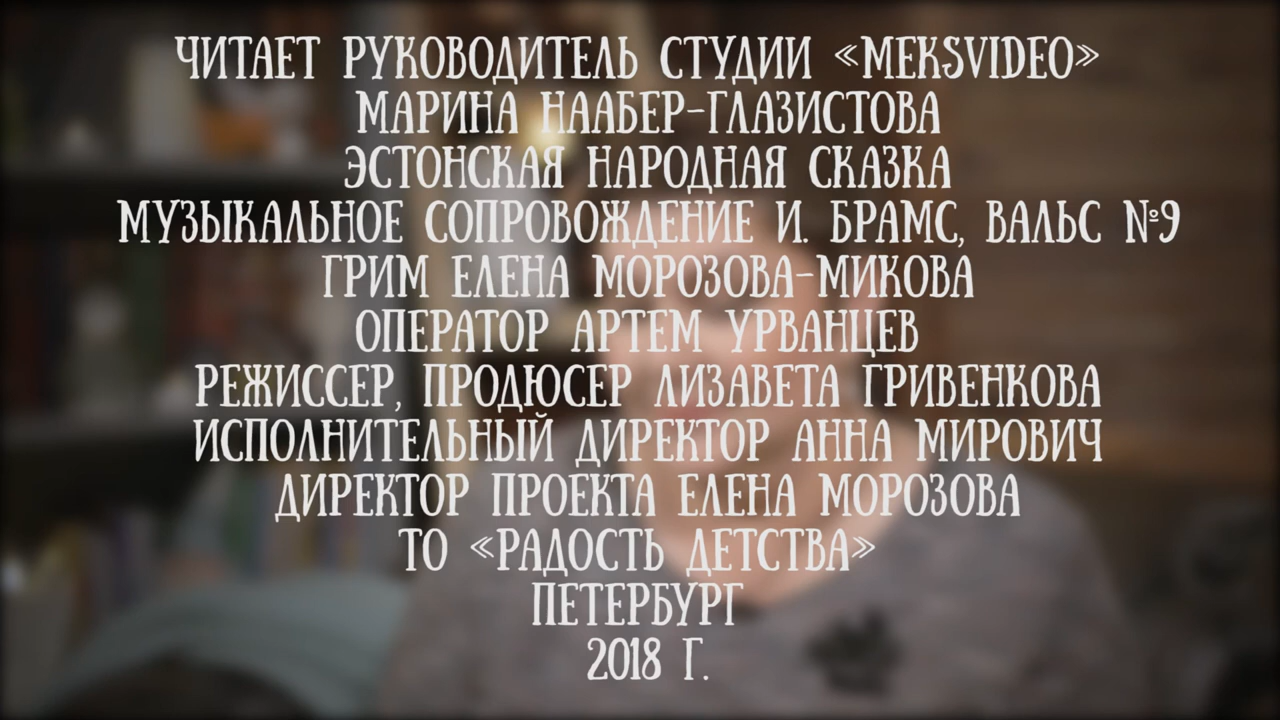 ЧИТАЕТ РУКОВОДИТЕЛЬ СТУДИИ «MEKSVIDEO»
МАРИНА НААБЕР-ГЛАЗИСТОВА
ЭСТОНСКАЯ НАРОДНАЯ СКАЗКА
МУЗЫКАЛЬНОЕ СОПРОВОЖДЕНИЕ И. БРАМС, ВАЛЬС №9
ГРИМ ЕЛЕНА МОРОЗОВА-МИКОВА
ОПЕРАТОР АРТЕМ УРВАНЦЕВ
РЕЖИССЕР, ПРОДЮСЕР ЛИЗАВЕТА ГРИВЕНКОВА
ИСПОЛНИТЕЛЬНЫЙ ДИРЕКТОР АННА МИРОВИЧ
ДИРЕКТОР ПРОЕКТА ЕЛЕНА МОРОЗОВА
ТО «РАДОСТЬ ДЕТСТВА»
ПЕТЕРБУРГ
2018 Г.